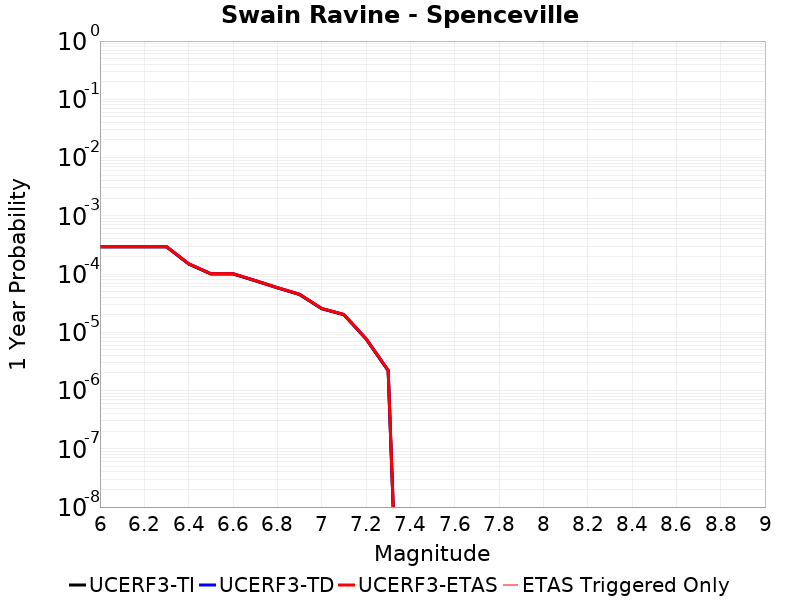 Swain Ravine - Spenceville
10^0
10^-1
10^-2
10^-3
10^-4
10^-5
10^-6
10^-7
10^-8
1 Year Probability
6 6.2 6.4 6.6 6.8 7 7.2 7.4 7.6 7.8 8 8.2 8.4 8.6 8.8 9
Magnitude
UCERF3-TI UCERF3-TD UCERF3-ETAS ETAS Triggered Only